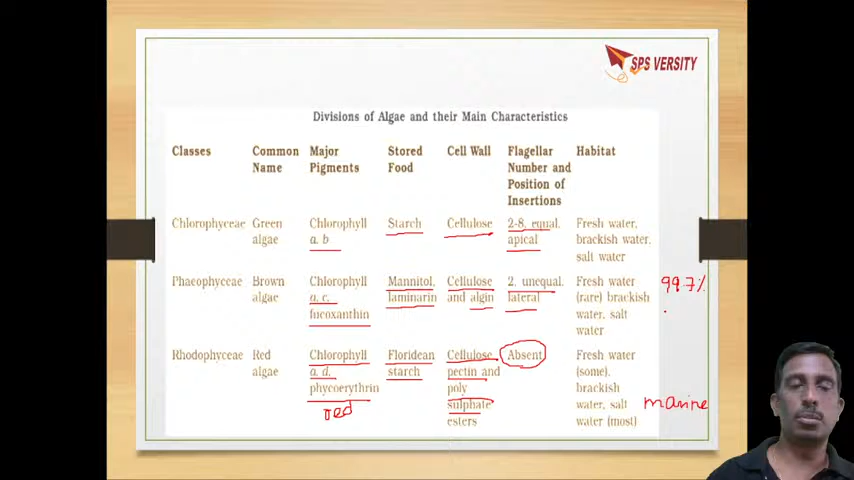 SPS VERSITY
Divisions of Algae and their Main Characteristics
Classes Common Name Major Pigments Stored Food Cell Wall Flagellar Number and Position of Insertions Habitat
Chlorophyceae Green algae Chlorophyll a, b Starch Cellulose 2-8, equal, apical Fresh water, brackish water, salt water
Phaeophyceae Brown algae Chlorophyll a, c, fucoxanthin Mannitol, laminarin Cellulose and algin 2, unequal, lateral Fresh water (rare) brackish water, salt water 99.7%
Rhodophyceae Red algae Chlorophyll a, d, phycoerythrin Floridean starch Cellulose, pectin and poly sulphate esters Absent Fresh water (some), brackish water, salt water (most)
red
marine